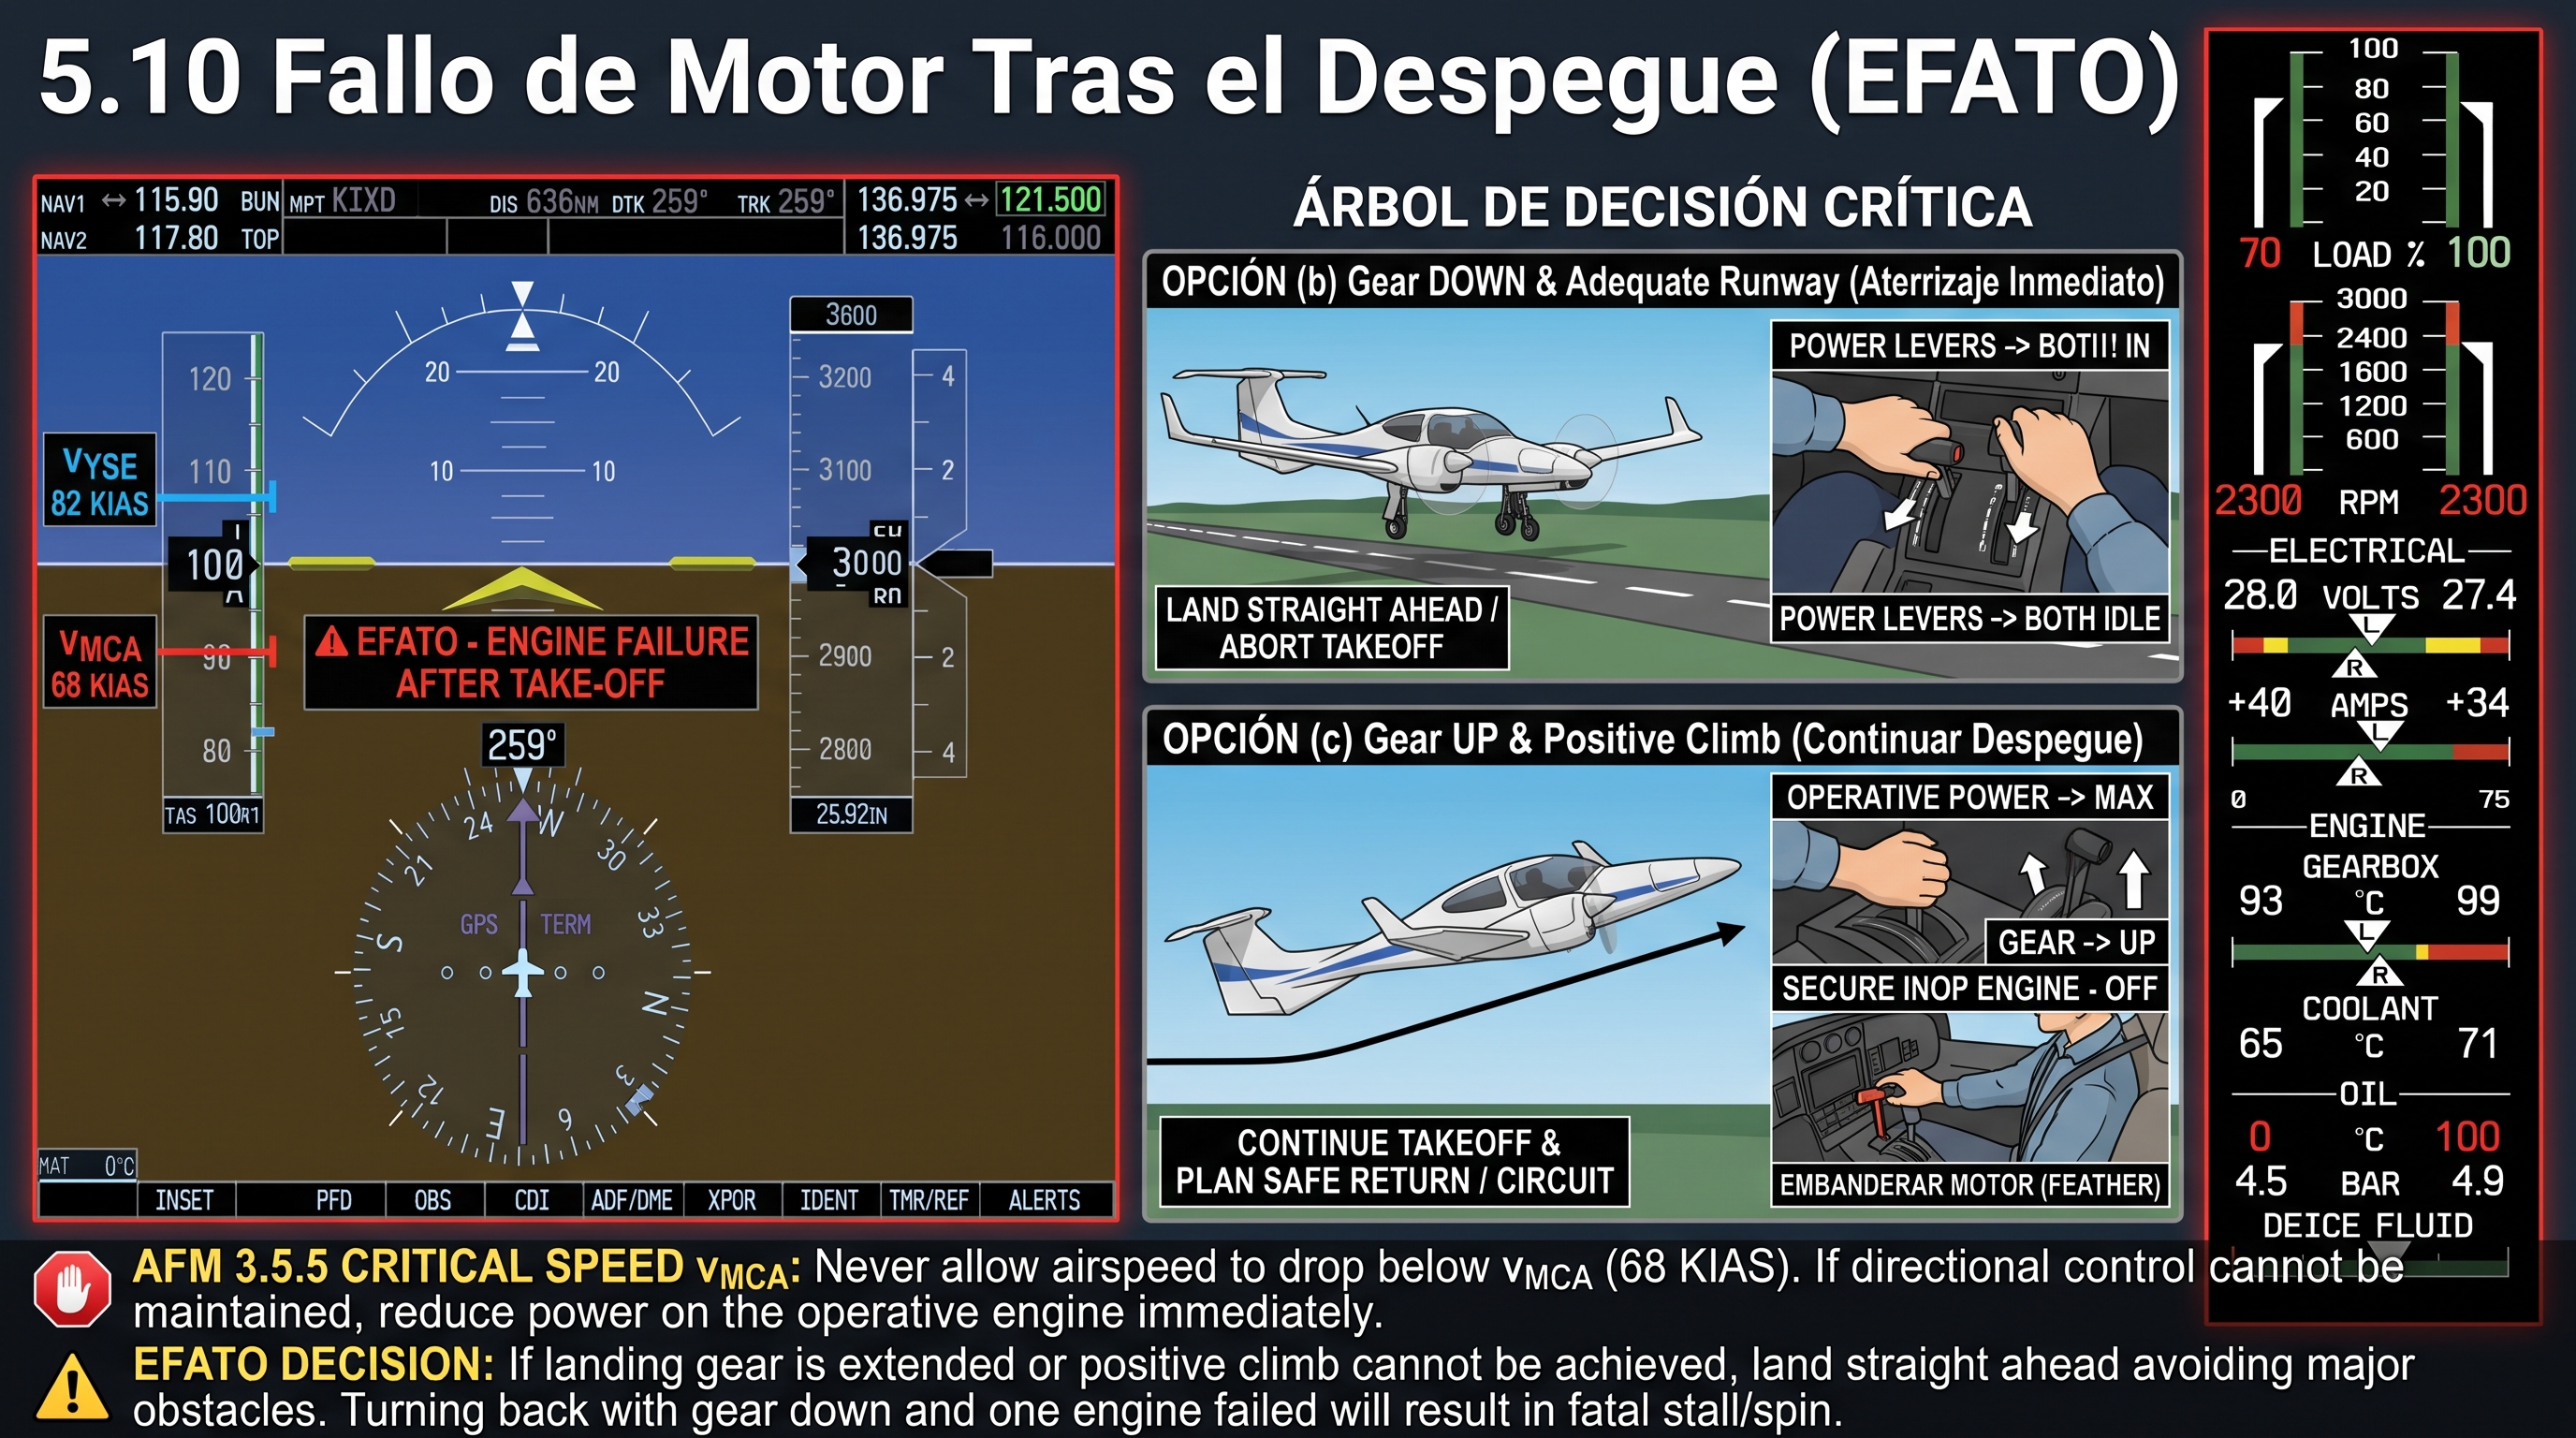 5.10 Fallo de Motor Tras el Despegue (EFATO)
NAV1 ↔ 115.90 BUN
NAV2 117.80 TOP
MPT KIXD DIS 636NM DTK 259° TRK 259°
136.975 ↔ 121.500
136.975 116.000
120
110
100
90
80
VYSE
82 KIAS
VMCA
68 KIAS
TAS 100
20 20
10 10
EFATO - ENGINE FAILURE
AFTER TAKE-OFF
3600
3200
3100
3000
2900
2800
25.92IN
4
2
2
4
259°
24 W 30 33 N 3 6 E 12 15 S 21
GPS TERM
MAT 0°C
INSET PFD OBS CDI ADF/DME XPDR IDENT TMR/REF ALERTS
ÁRBOL DE DECISIÓN CRÍTICA
OPCIÓN (b) Gear DOWN & Adequate Runway (Aterrizaje Inmediato)
POWER LEVERS -> BOTII! IN
POWER LEVERS -> BOTH IDLE
LAND STRAIGHT AHEAD /
ABORT TAKEOFF
OPCIÓN (c) Gear UP & Positive Climb (Continuar Despegue)
OPERATIVE POWER -> MAX
GEAR -> UP
SECURE INOP ENGINE - OFF
EMBANDERAR MOTOR (FEATHER)
CONTINUE TAKEOFF &
PLAN SAFE RETURN / CIRCUIT
100
80
60
40
20
70 LOAD % 100
3000
2400
1600
1200
600
2300 RPM 2300
ELECTRICAL
28.0 VOLTS 27.4
L
R
+40 AMPS +34
L
R
0 75
ENGINE
GEARBOX
93 °C 99
L
R
COOLANT
65 °C 71
OIL
0 °C 100
4.5 BAR 4.9
DEICE FLUID
AFM 3.5.5 CRITICAL SPEED vMCA: Never allow airspeed to drop below vMCA (68 KIAS). If directional control cannot be
maintained, reduce power on the operative engine immediately.
EFATO DECISION: If landing gear is extended or positive climb cannot be achieved, land straight ahead avoiding major
obstacles. Turning back with gear down and one engine failed will result in fatal stall/spin.